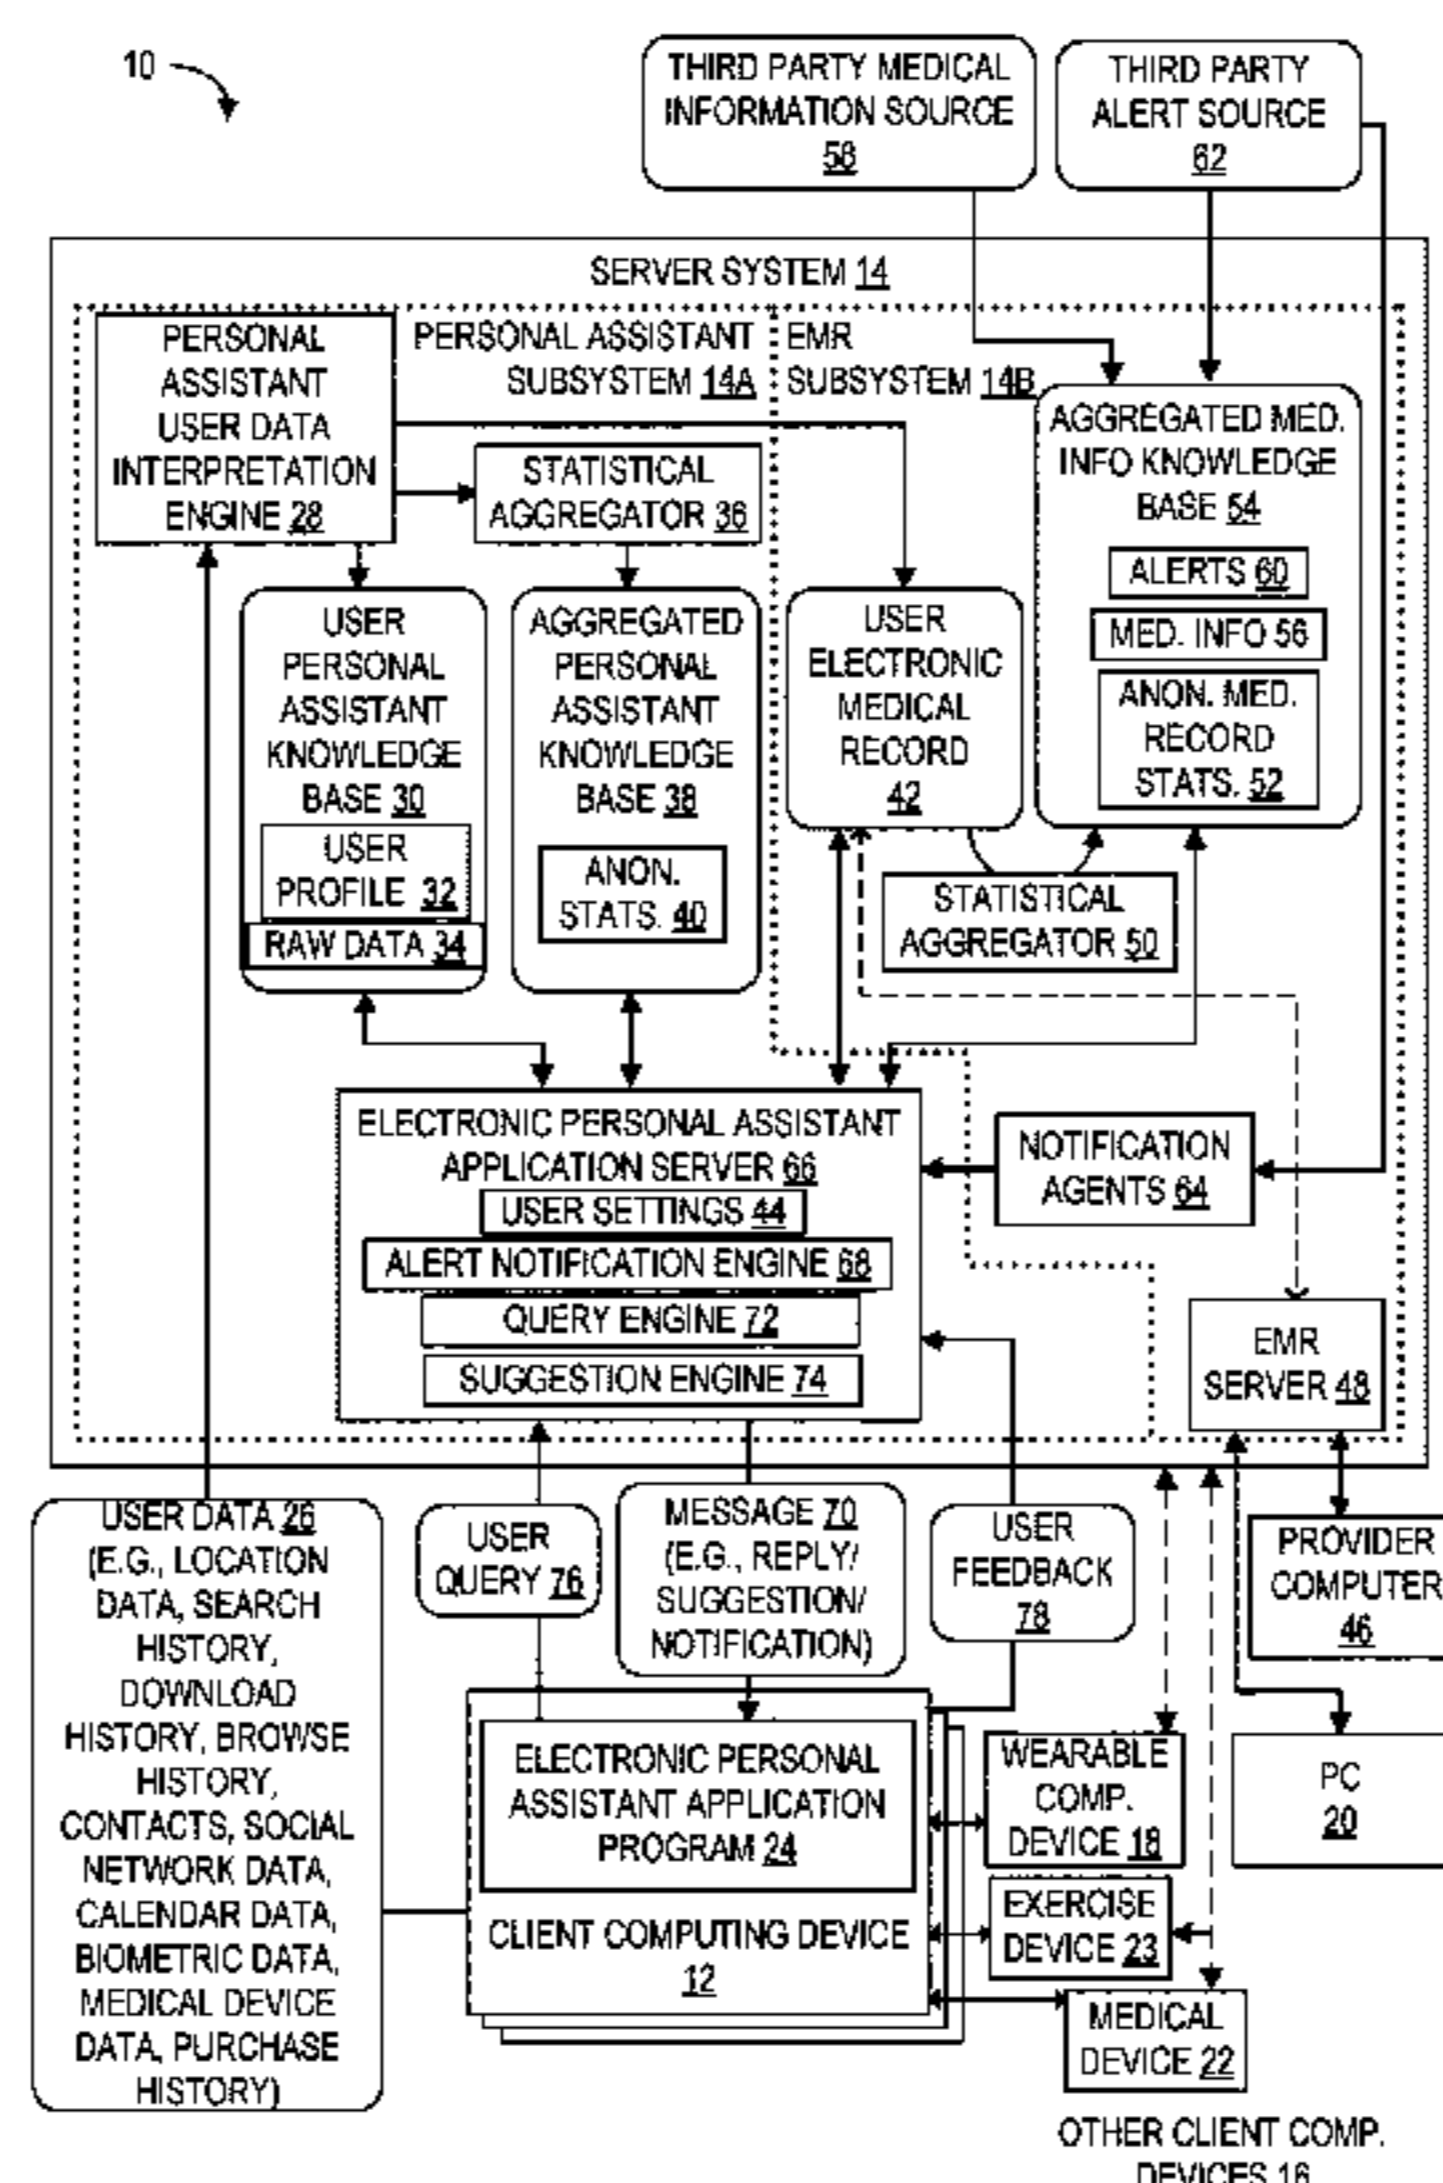 10
THIRD PARTY MEDICAL
INFORMATION SOURCE
58
THIRD PARTY
ALERT SOURCE
62
SERVER SYSTEM 14
PERSONAL
ASSISTANT
USER DATA
INTERPRETATION
ENGINE 28
PERSONAL ASSISTANT
SUBSYSTEM 14A
EMR
SUBSYSTEM 14B
STATISTICAL
AGGREGATOR 36
AGGREGATED MED.
INFO KNOWLEDGE
BASE 54
ALERTS 60
MED. INFO 56
ANON. MED.
RECORD
STATS. 52
USER
PERSONAL
ASSISTANT
KNOWLEDGE
BASE 30
USER
PROFILE 32
RAW DATA 34
AGGREGATED
PERSONAL
ASSISTANT
KNOWLEDGE
BASE 38
ANON.
STATS. 40
USER
ELECTRONIC
MEDICAL
RECORD
42
STATISTICAL
AGGREGATOR 50
ELECTRONIC PERSONAL ASSISTANT
APPLICATION SERVER 66
USER SETTINGS 44
ALERT NOTIFICATION ENGINE 68
QUERY ENGINE 72
SUGGESTION ENGINE 74
NOTIFICATION
AGENTS 64
EMR
SERVER 48
USER DATA 26
(E.G., LOCATION
DATA, SEARCH
HISTORY,
DOWNLOAD
HISTORY, BROWSE
HISTORY,
CONTACTS, SOCIAL
NETWORK DATA,
CALENDAR DATA,
BIOMETRIC DATA,
MEDICAL DEVICE
DATA, PURCHASE
HISTORY)
USER
QUERY 76
MESSAGE 70
(E.G., REPLY/
SUGGESTION/
NOTIFICATION)
USER
FEEDBACK
78
PROVIDER
COMPUTER
46
ELECTRONIC PERSONAL
ASSISTANT APPLICATION
PROGRAM 24
CLIENT COMPUTING DEVICE
12
WEARABLE
COMP.
DEVICE 18
PC
20
EXERCISE
DEVICE 23
MEDICAL
DEVICE 22
OTHER CLIENT COMP.
DEVICES 16